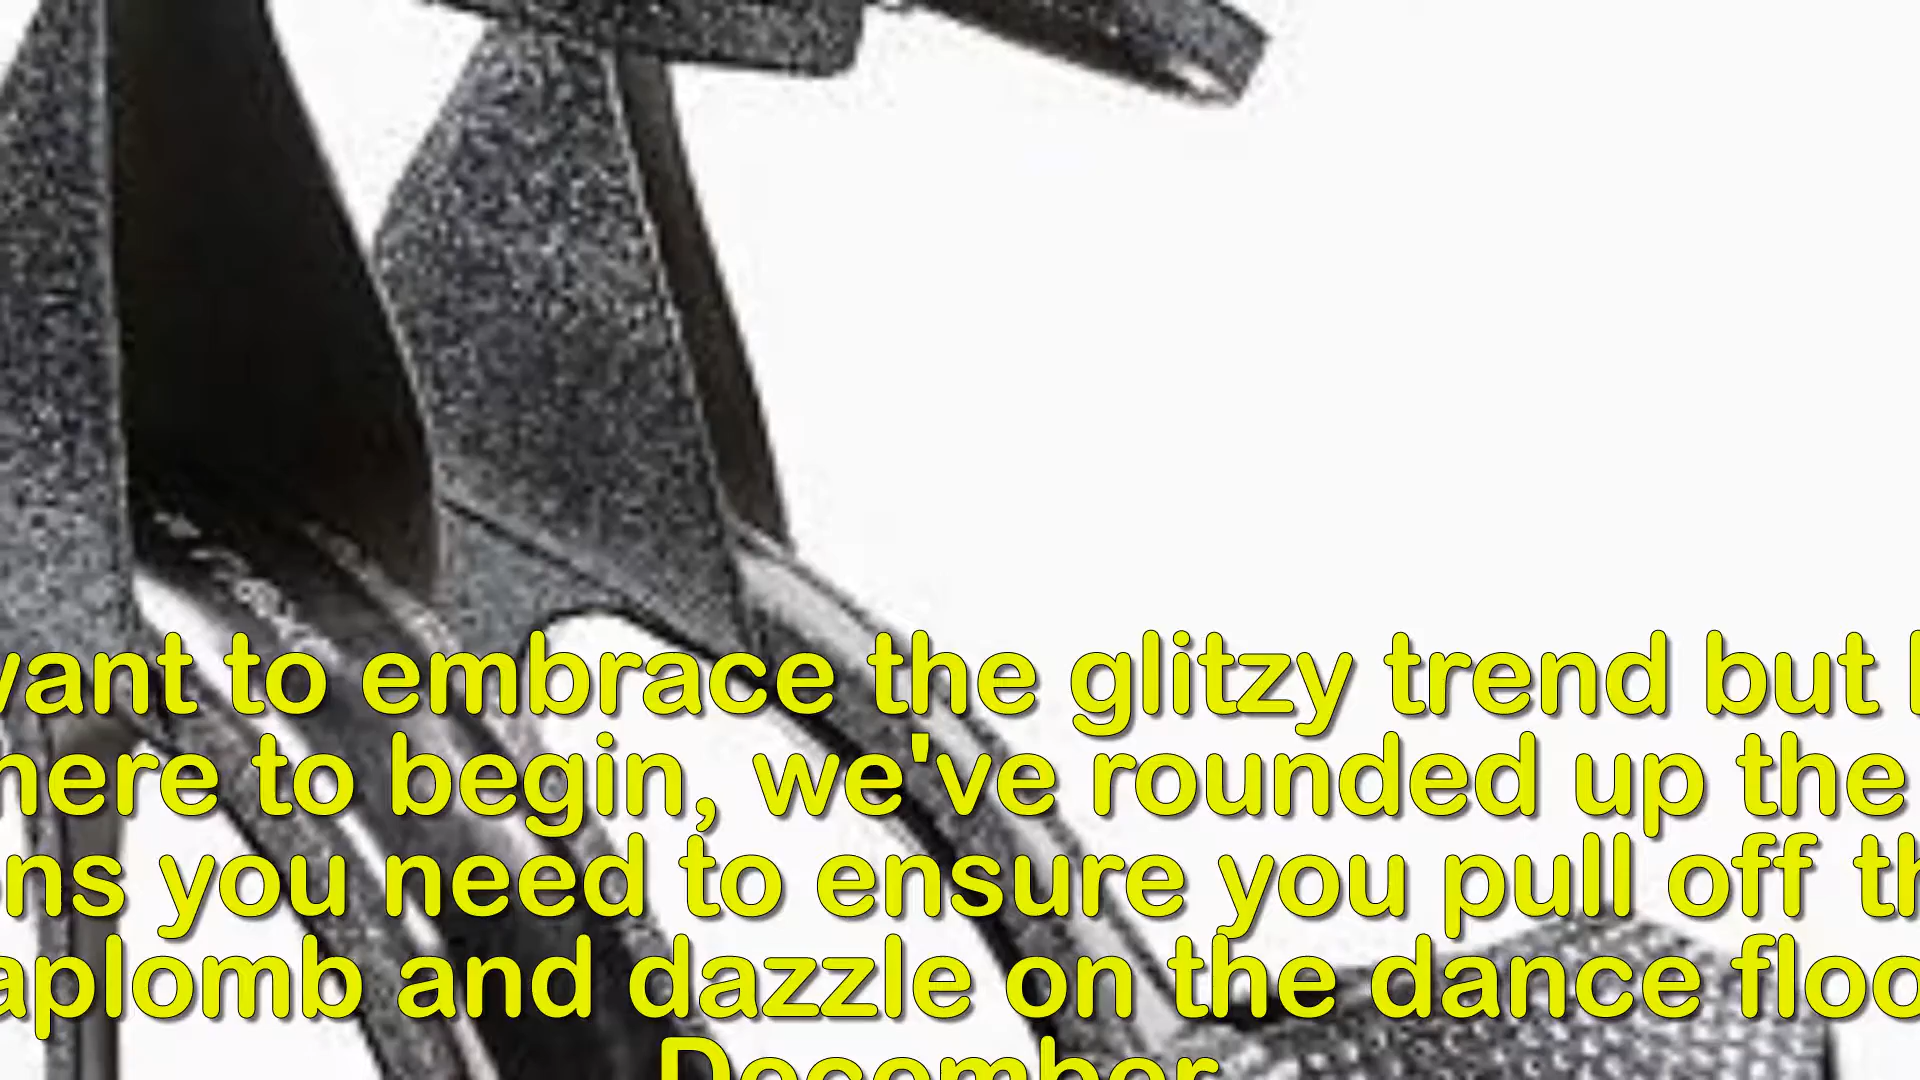 want to embrace the glitzy trend but
here to begin, we've rounded up the
ns you need to ensure you pull off th
aplomb and dazzle on the dance floo
December